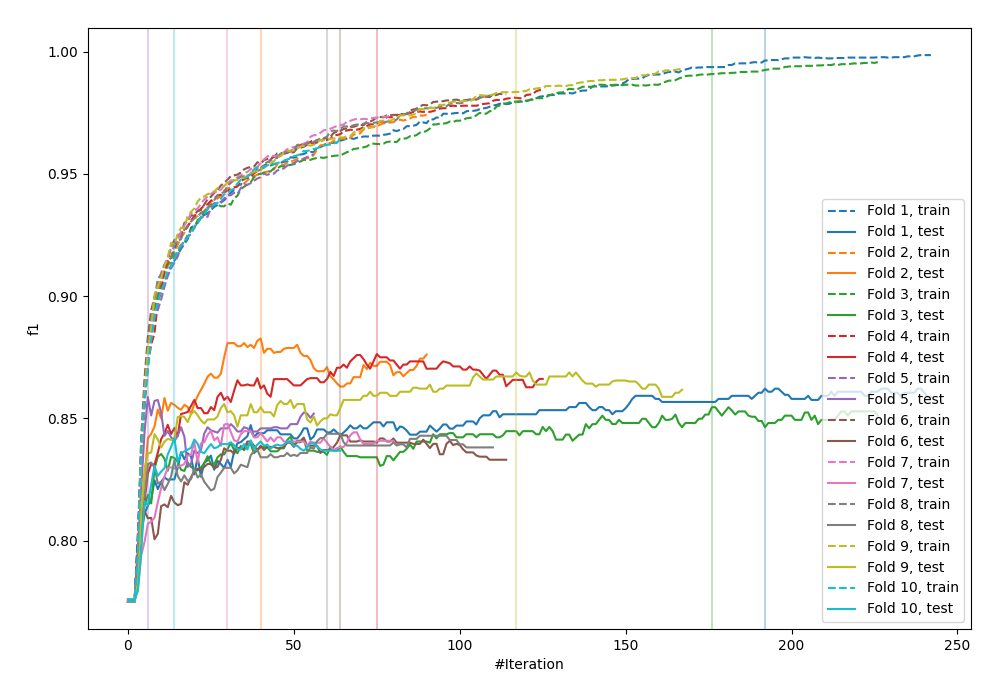 1.00
0.95
0.90
0.85
0.80
f1
0
50
100
150
200
250
#Iteration
Fold 1, train
Fold 1, test
Fold 2, train
Fold 2, test
Fold 3, train
Fold 3, test
Fold 4, train
Fold 4, test
Fold 5, train
Fold 5, test
Fold 6, train
Fold 6, test
Fold 7, train
Fold 7, test
Fold 8, train
Fold 8, test
Fold 9, train
Fold 9, test
Fold 10, train
Fold 10, test